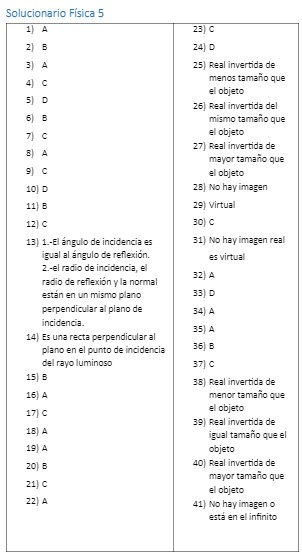 Solucionario Física 5
1) A
2) B
3) A
4) C
5) D
6) B
7) C
8) A
9) C
10) D
11) B
12) C
13) 1.-El ángulo de incidencia es
igual al ángulo de reflexión.
2.-el radio de incidencia, el
radio de reflexión y la normal
están en un mismo plano
perpendicular al plano de
incidencia.
14) Es una recta perpendicular al
plano en el punto de incidencia
del rayo luminoso
15) B
16) A
17) C
18) A
19) A
20) B
21) C
22) A
23) C
24) D
25) Real invertida de
menos tamaño que
el objeto
26) Real invertida del
mismo tamaño que
el objeto
27) Real invertida de
mayor tamaño que
el objeto
28) No hay imagen
29) Virtual
30) C
31) No hay imagen real
es virtual
32) A
33) D
34) A
35) A
36) B
37) C
38) Real invertida de
menor tamaño que
el objeto
39) Real invertida de
igual tamaño que el
objeto
40) Real invertida de
mayor tamaño que
el objeto
41) No hay imagen o
está en el infinito